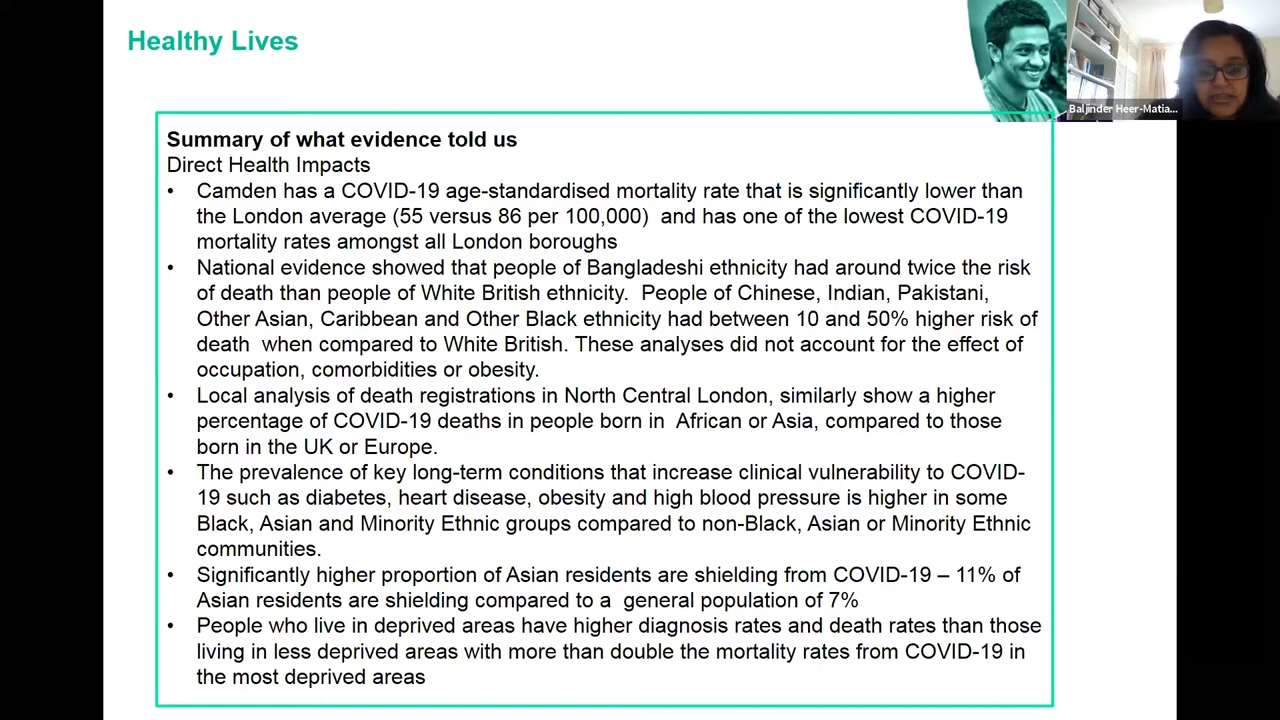 Healthy Lives
Baljinder Heer-Matia...
Summary of what evidence told us
Direct Health Impacts
• Camden has a COVID-19 age-standardised mortality rate that is significantly lower than
the London average (55 versus 86 per 100,000) and has one of the lowest COVID-19
mortality rates amongst all London boroughs
• National evidence showed that people of Bangladeshi ethnicity had around twice the risk
of death than people of White British ethnicity. People of Chinese, Indian, Pakistani,
Other Asian, Caribbean and Other Black ethnicity had between 10 and 50% higher risk of
death when compared to White British. These analyses did not account for the effect of
occupation, comorbidities or obesity.
• Local analysis of death registrations in North Central London, similarly show a higher
percentage of COVID-19 deaths in people born in African or Asia, compared to those
born in the UK or Europe.
• The prevalence of key long-term conditions that increase clinical vulnerability to COVID-
19 such as diabetes, heart disease, obesity and high blood pressure is higher in some
Black, Asian and Minority Ethnic groups compared to non-Black, Asian or Minority Ethnic
communities.
• Significantly higher proportion of Asian residents are shielding from COVID-19 – 11% of
Asian residents are shielding compared to a general population of 7%
• People who live in deprived areas have higher diagnosis rates and death rates than those
living in less deprived areas with more than double the mortality rates from COVID-19 in
the most deprived areas